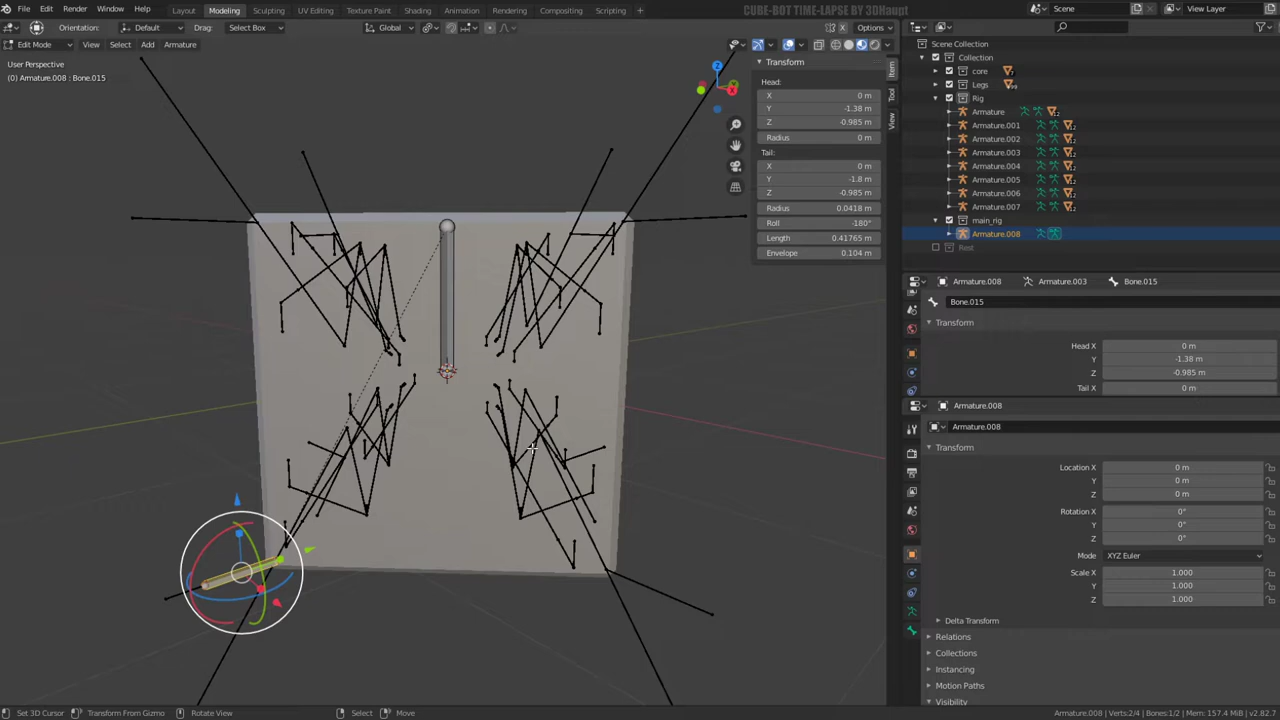 File Edit Render Window Help Layout Modeling Sculpting UV Editing Texture Paint Shading Animation Rendering Compositing Scripting CUBE-BOT TIME-LAPSE BY 3DHaupt Scene View Layer
Orientation: Default Drag: Select Box Global X Options
Edit Mode View Select Add Armature
User Perspective
(0) Armature.008 : Bone.015
Transform
Head:
X 0 m
Y -1.38 m
Z -0.985 m
Radius 0 m
Tail:
X 0 m
Y -1.8 m
Z -0.985 m
Radius 0.0418 m
Roll -180°
Length 0.41765 m
Envelope 0.104 m
Item
Tool
View
Z
X
Scene Collection
Collection
core
Legs
Rig
Armature
Armature.001
Armature.002
Armature.003
Armature.004
Armature.005
Armature.006
Armature.007
main_rig
Armature.008
Rest
Armature.008 Armature.003 Bone.015
Bone.015
Transform
Head X 0 m
Y -1.38 m
Z -0.985 m
Tail X 0 m
Armature.008
Armature.008
Transform
Location X 0 m
Y 0 m
Z 0 m
Rotation X 0°
Y 0°
Z 0°
Mode XYZ Euler
Scale X 1.000
Y 1.000
Z 1.000
Delta Transform
Relations
Collections
Instancing
Motion Paths
Visibility
Set 3D Cursor Transform From Gizmo Rotate View Select Move Armature.008 | Verts:2/4 | Bones:1/2 | Mem: 157.4 MiB | v2.82.7